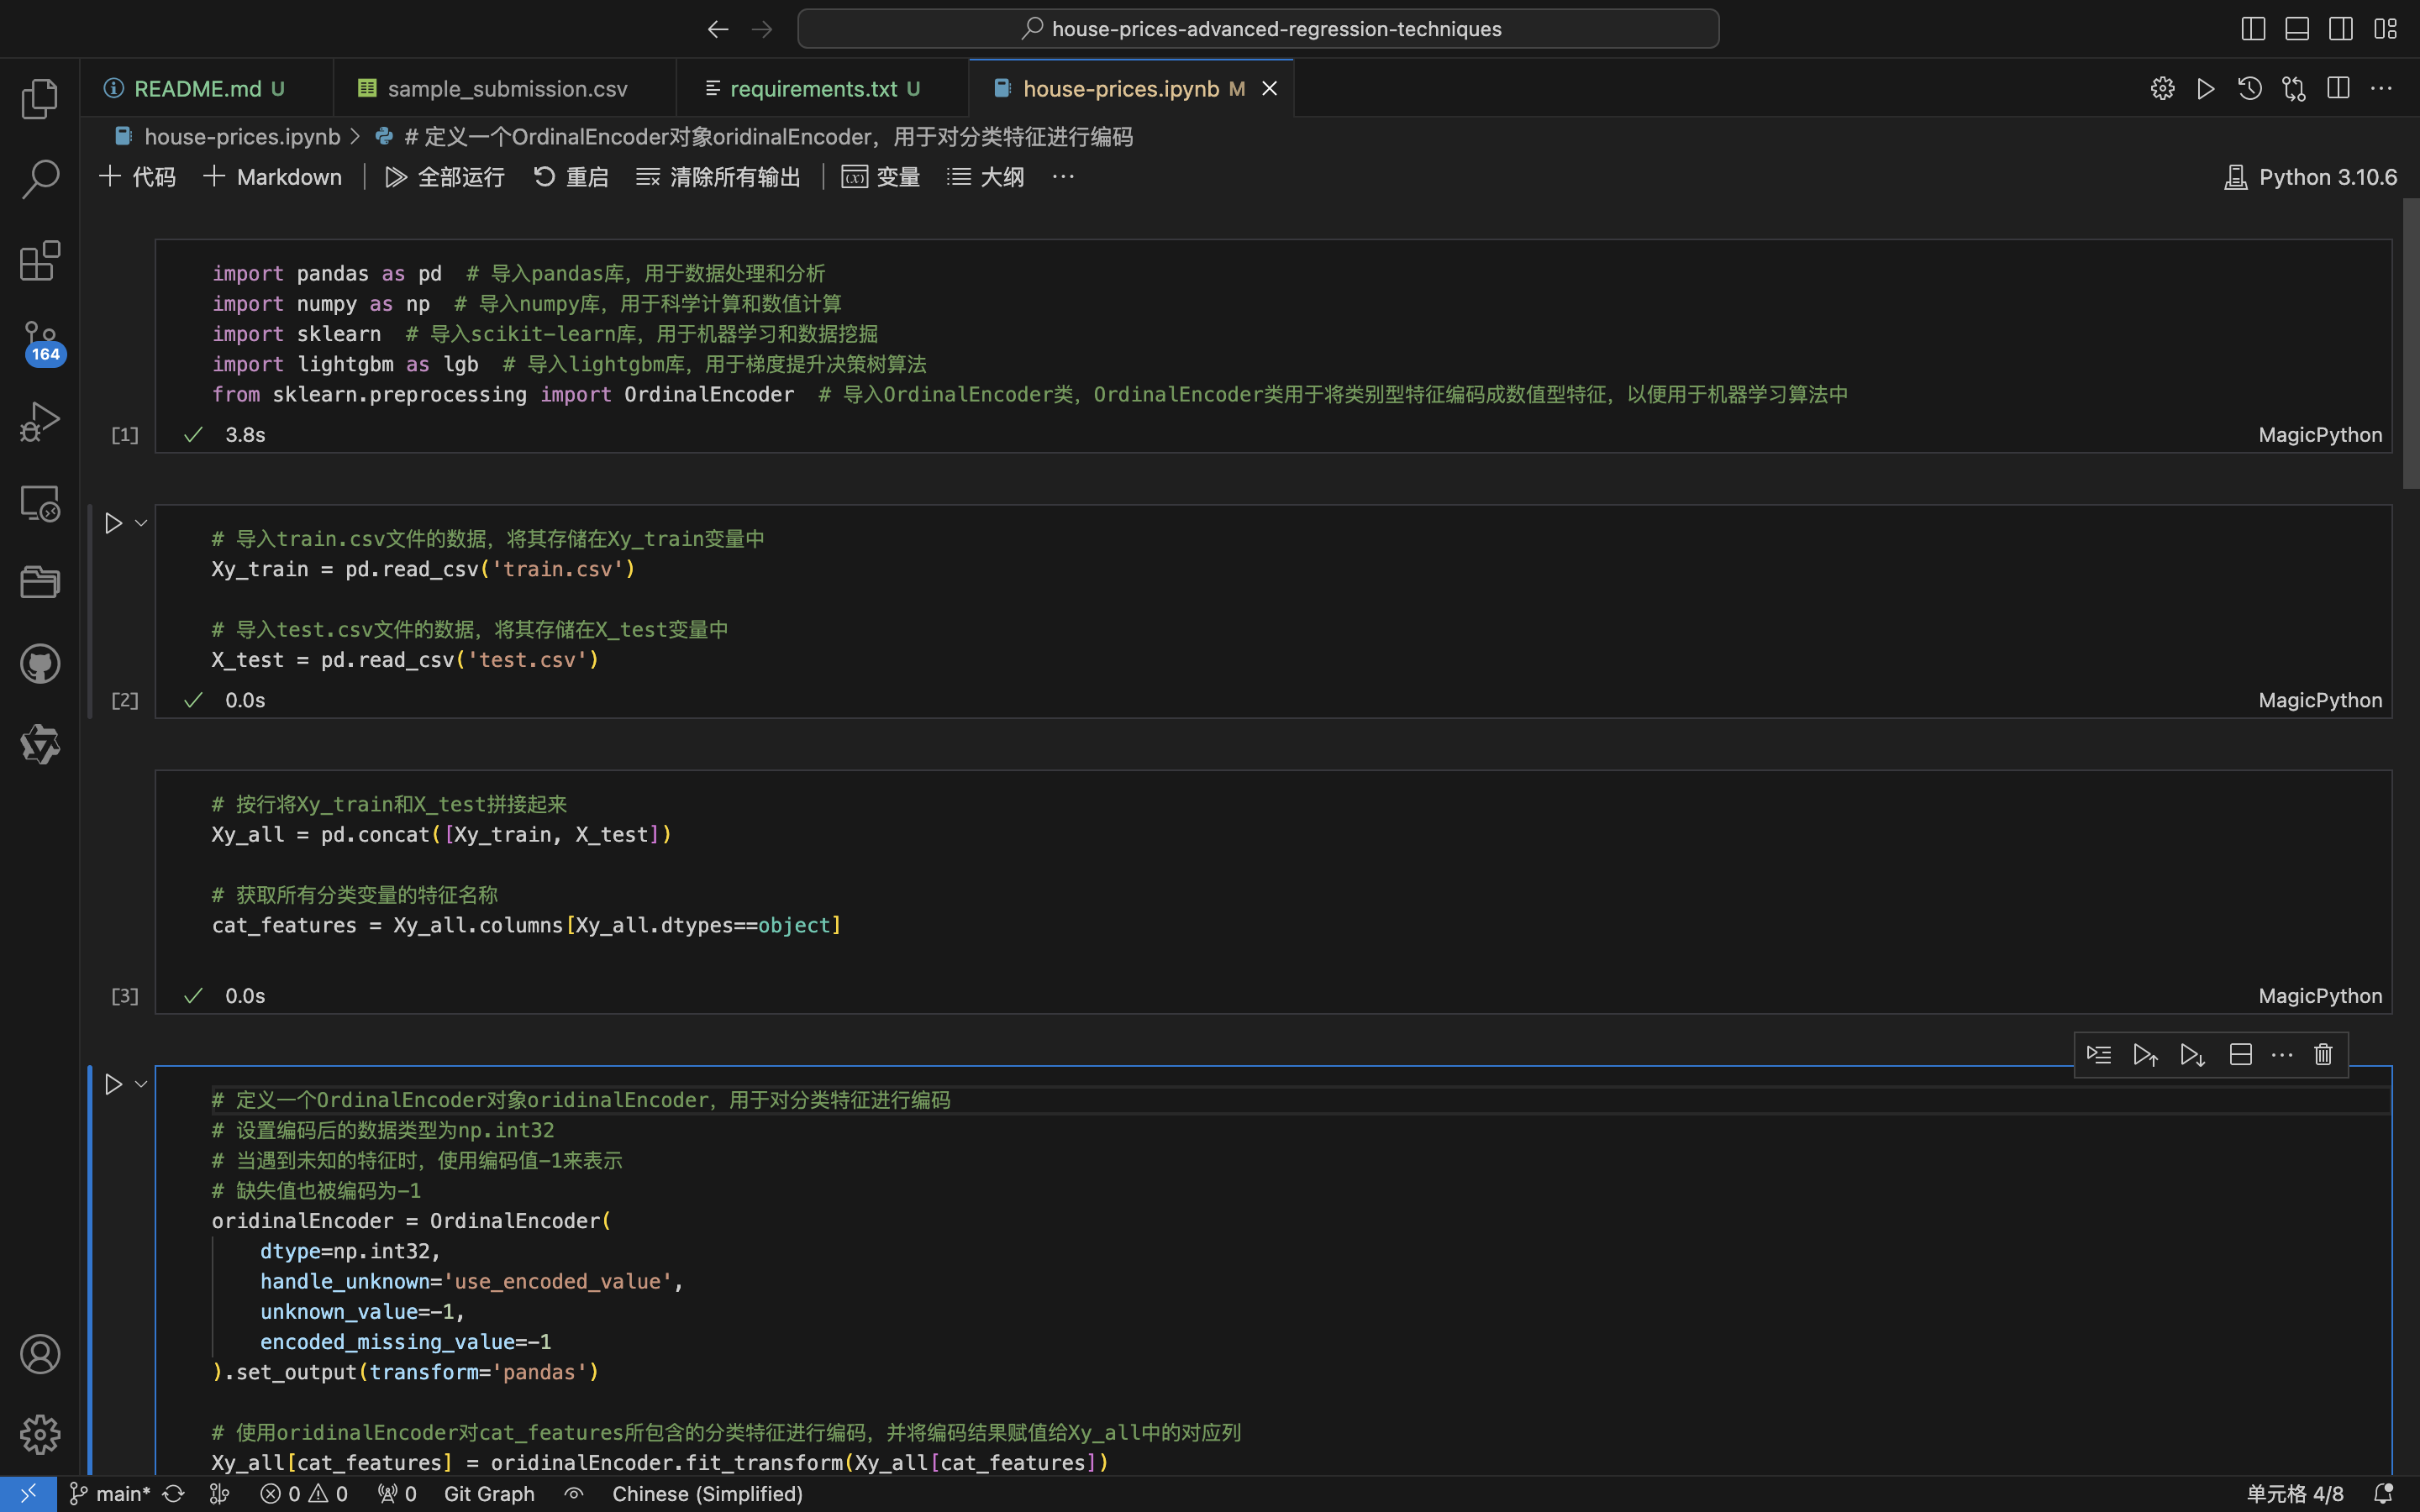 house-prices-advanced-regression-techniques
README.md U
sample_submission.csv
requirements.txt U
house-prices.ipynb M
house-prices.ipynb > # 定义一个OrdinalEncoder对象oridinalEncoder，用于对分类特征进行编码
+ 代码 + Markdown 全部运行 重启 清除所有输出 变量 大纲 ···
Python 3.10.6
import pandas as pd  # 导入pandas库，用于数据处理和分析
import numpy as np  # 导入numpy库，用于科学计算和数值计算
import sklearn  # 导入scikit-learn库，用于机器学习和数据挖掘
import lightgbm as lgb  # 导入lightgbm库，用于梯度提升决策树算法
from sklearn.preprocessing import OrdinalEncoder  # 导入OrdinalEncoder类，OrdinalEncoder类用于将类别型特征编码成数值型特征，以便用于机器学习算法中
[1] 3.8s MagicPython
164
# 导入train.csv文件的数据，将其存储在Xy_train变量中
Xy_train = pd.read_csv('train.csv')
# 导入test.csv文件的数据，将其存储在X_test变量中
X_test = pd.read_csv('test.csv')
[2] 0.0s MagicPython
# 按行将Xy_train和X_test拼接起来
Xy_all = pd.concat([Xy_train, X_test])
# 获取所有分类变量的特征名称
cat_features = Xy_all.columns[Xy_all.dtypes==object]
[3] 0.0s MagicPython
# 定义一个OrdinalEncoder对象oridinalEncoder，用于对分类特征进行编码
# 设置编码后的数据类型为np.int32
# 当遇到未知的特征时，使用编码值-1来表示
# 缺失值也被编码为-1
oridinalEncoder = OrdinalEncoder(
    dtype=np.int32,
    handle_unknown='use_encoded_value',
    unknown_value=-1,
    encoded_missing_value=-1
).set_output(transform='pandas')
# 使用oridinalEncoder对cat_features所包含的分类特征进行编码，并将编码结果赋值给Xy_all中的对应列
Xy_all[cat_features] = oridinalEncoder.fit_transform(Xy_all[cat_features])
main* 0 0 0 Git Graph Chinese (Simplified) 单元格 4/8